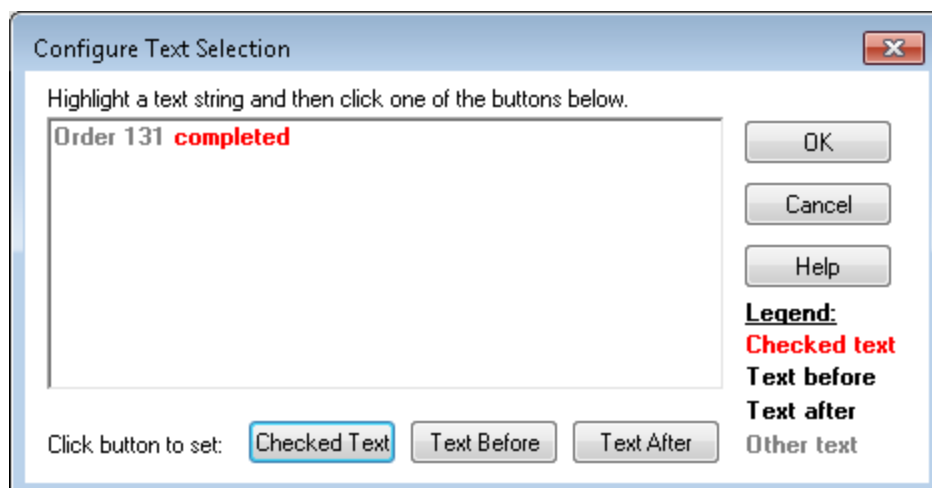 Configure Text Selection
Highlight a text string and then click one of the buttons below.
Order 131 completed
OK
Cancel
Help
Legend:
Checked text
Text before
Text after
Other text
Click button to set: Checked Text Text Before Text After